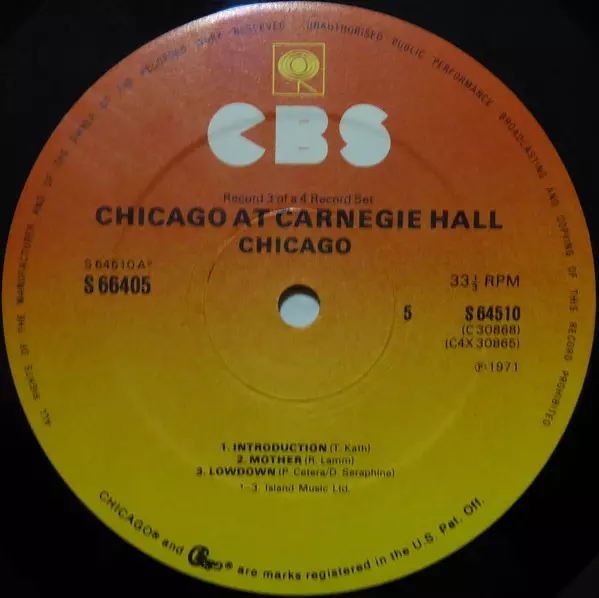 ALL RIGHTS OF THE MANUFACTURER AND OF THE OWNER OF THE RECORDED WORK RESERVED · UNAUTHORISED PUBLIC PERFORMANCE BROADCASTING AND COPYING OF THIS RECORD PROHIBITED
CBS
Record 3 of a 4 Record Set
CHICAGO AT CARNEGIE HALL
CHICAGO
S 64510 A
S 66405
33⅓ RPM
5 S 64510
(C 30868)
(C4X 30865)
℗ 1971
1. INTRODUCTION (T. Kath)
2. MOTHER (R. Lamm)
3. LOWDOWN (P. Cetera/D. Seraphine)
1-3. Island Music Ltd.
CHICAGO® and Chicago® are marks registered in the U.S. Pat. Off.